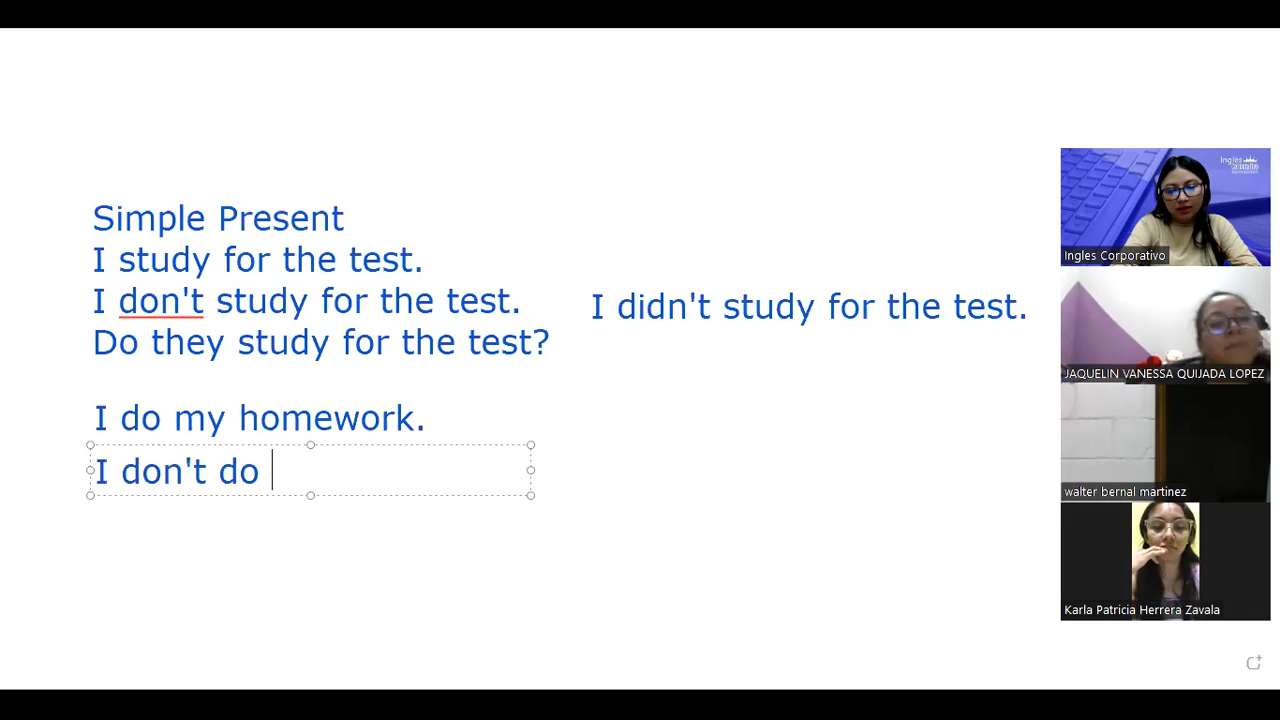 Simple Present
I study for the test.
I don't study for the test.
I didn't study for the test.
Do they study for the test?
I do my homework.
I don't do
Ingles Corporativo
Ingles Corporativo
JAQUELIN VANESSA QUIJADA LOPEZ
walter bernal martinez
Karla Patricia Herrera Zavala